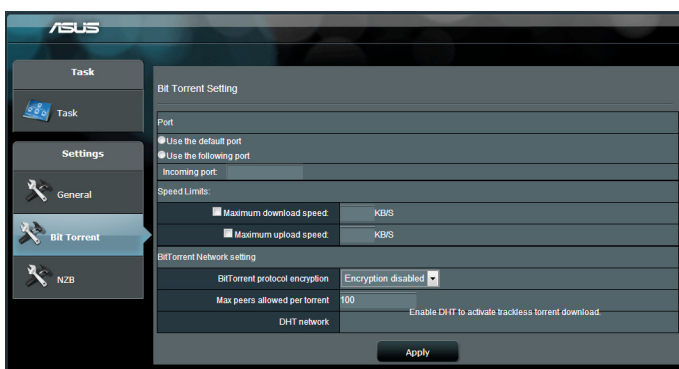 ASUS
Task
Task
Settings
General
Bit Torrent
NZB
Bit Torrent Setting
Port
Use the default port
Use the following port
Incoming port:
Speed Limits:
Maximum download speed: KB/S
Maximum upload speed: KB/S
BitTorrent Network setting
BitTorrent protocol encryption Encryption disabled
Max peers allowed per torrent 100
DHT network Enable DHT to activate trackless torrent download.
Apply